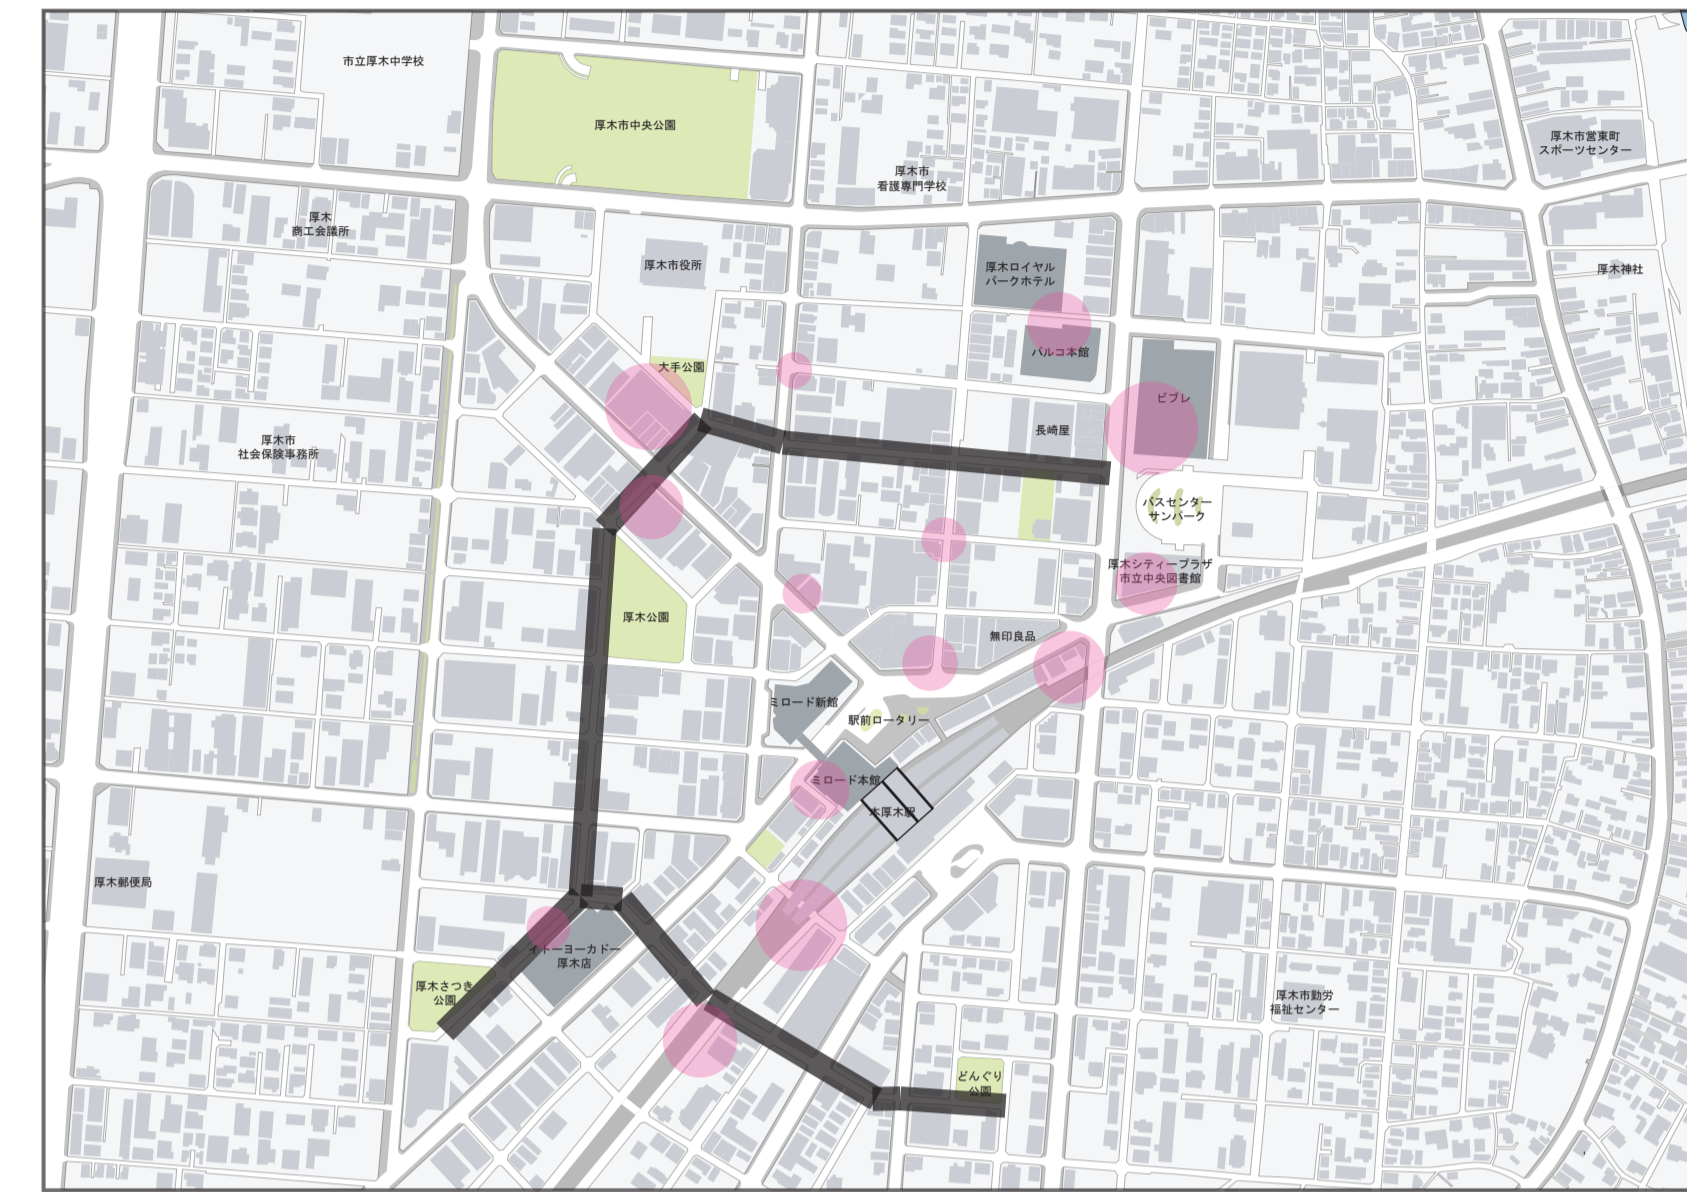 市立厚木中学校
厚木市中央公園
厚木市営東町
スポーツセンター
厚木市
看護専門学校
厚木
商工会議所
厚木市役所
厚木ロイヤル
パークホテル
厚木神社
パルコ本館
大手公園
ビブレ
長崎屋
厚木市
社会保険事務所
バスセンター
サンパーク
厚木シティープラザ
市立中央図書館
厚木公園
無印良品
ミロード新館
駅前ロータリー
ミロード本館
本厚木駅
厚木郵便局
イトーヨーカドー
厚木店
厚木さつき
公園
厚木市勤労
福祉センター
どんぐり
公園